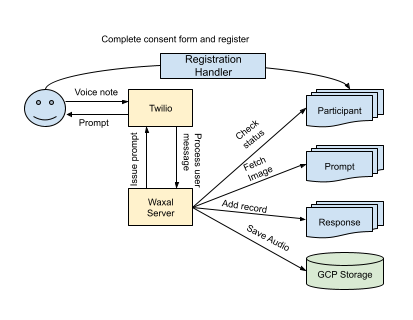 Complete consent form and register
Registration
Handler
Voice note
Twilio
Prompt
Participant
Check
status
Issue prompt
Process user
message
Fetch
Image
Prompt
Waxal
Server
Add record
Response
Save Audio
GCP Storage